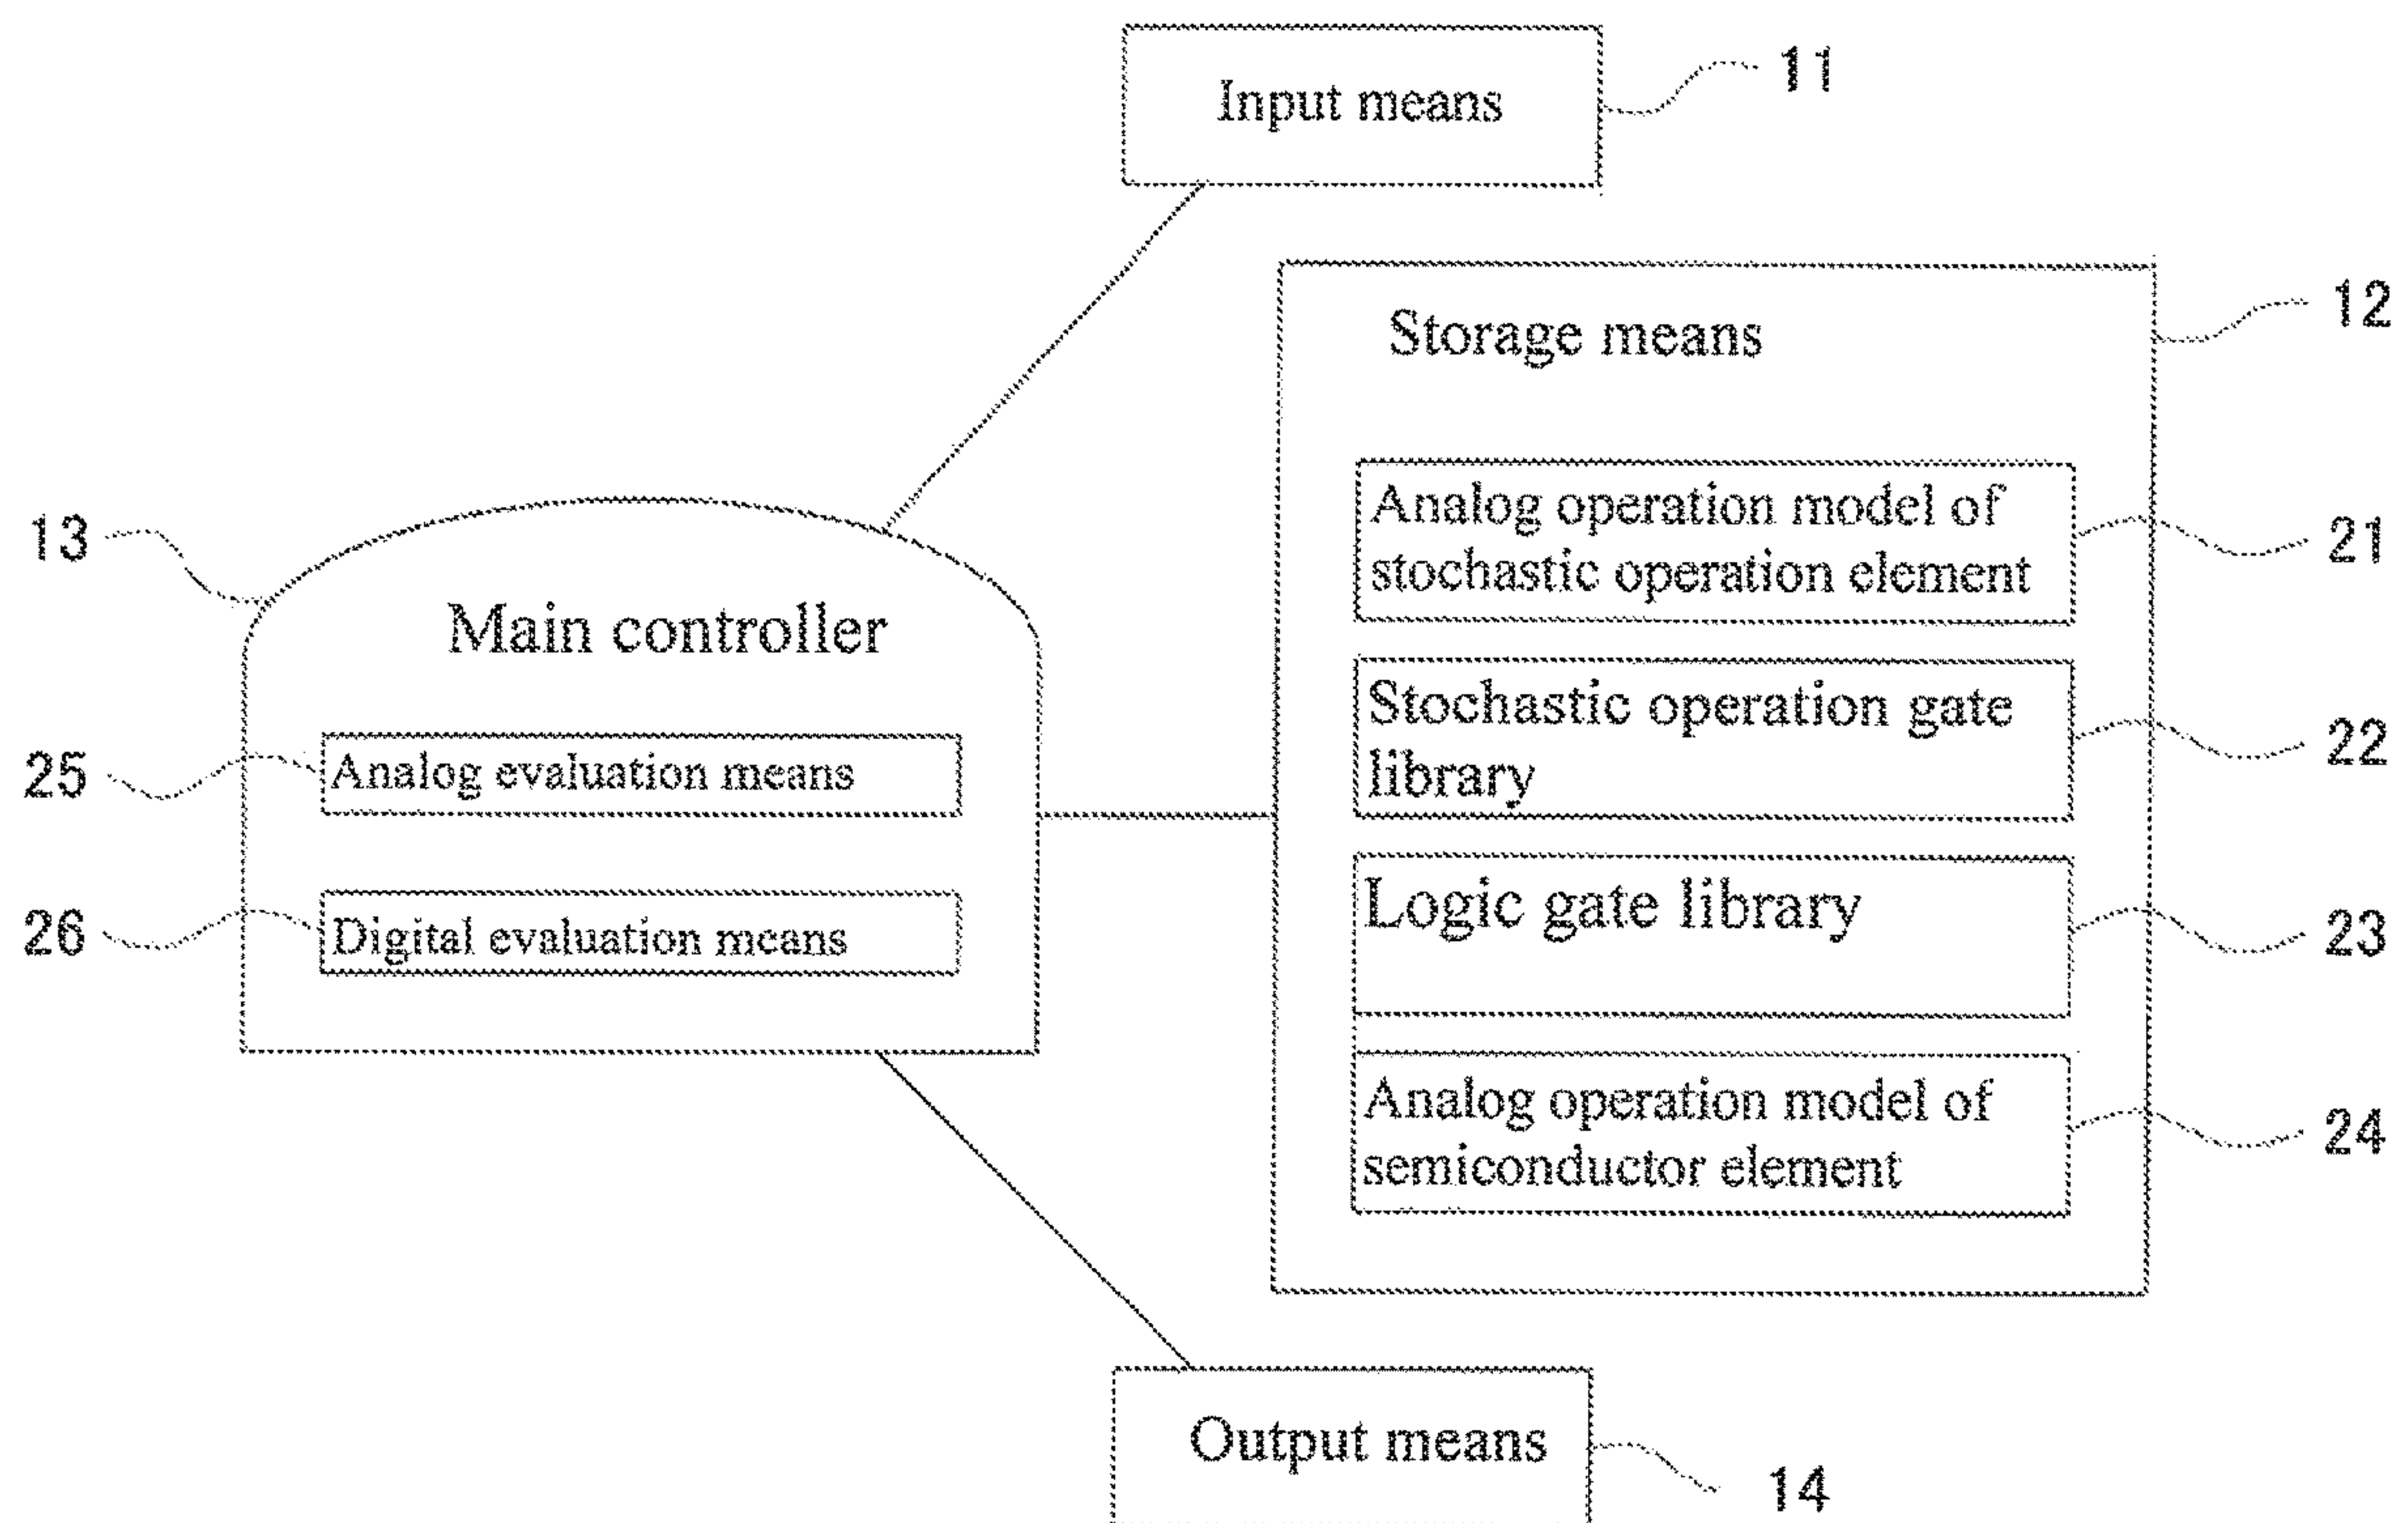 Input means
11
Storage means
12
Analog operation model of
stochastic operation element
21
13
Main controller
Stochastic operation gate
library
22
25
Analog evaluation means
Logic gate library
23
26
Digital evaluation means
Analog operation model of
semiconductor element
24
Output means
14